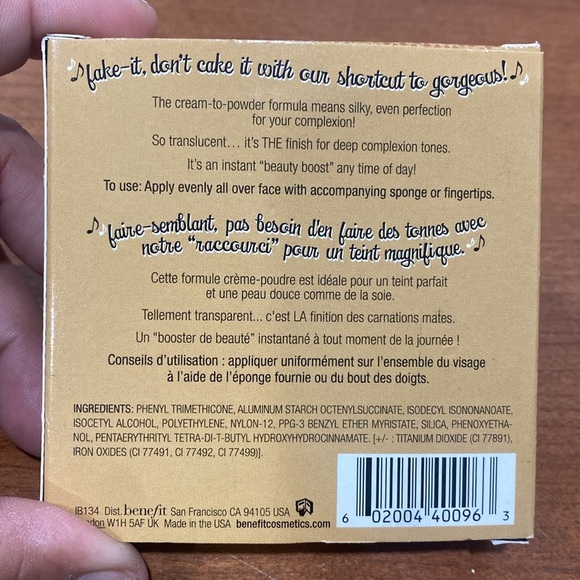 fake-it, don't cake it with our shortcut to gorgeous!
The cream-to-powder formula means silky, even perfection
for your complexion!
So translucent... it's THE finish for deep complexion tones.
It's an instant "beauty boost" any time of day!
To use: Apply evenly all over face with accompanying sponge or fingertips.
faire-semblant, pas besoin d'en faire des tonnes avec
notre "raccourci" pour un teint magnifique.
Cette formule crème-poudre est idéale pour un teint parfait
et une peau douce comme de la soie.
Tellement transparent... c'est LA finition des carnations mates.
Un "booster de beauté" instantané à tout moment de la journée !
Conseils d'utilisation : appliquer uniformément sur l'ensemble du visage
à l'aide de l'éponge fournie ou du bout des doigts.
INGREDIENTS: PHENYL TRIMETHICONE, ALUMINUM STARCH OCTENYLSUCCINATE, ISODECYL ISONONANOATE,
ISOCETYL ALCOHOL, POLYETHYLENE, NYLON-12, PPG-3 BENZYL ETHER MYRISTATE, SILICA, PHENOXYETHA-
NOL, PENTAERYTHRITYL TETRA-DI-T-BUTYL HYDROXYHYDROCINNAMATE. [+/- : TITANIUM DIOXIDE (CI 77891),
IRON OXIDES (CI 77491, CI 77492, CI 77499)].
IB134 Dist. benefit San Francisco CA 94105 USA
W1H 5AF UK Made in the USA benefitcosmetics.com
6 02004 40096 3